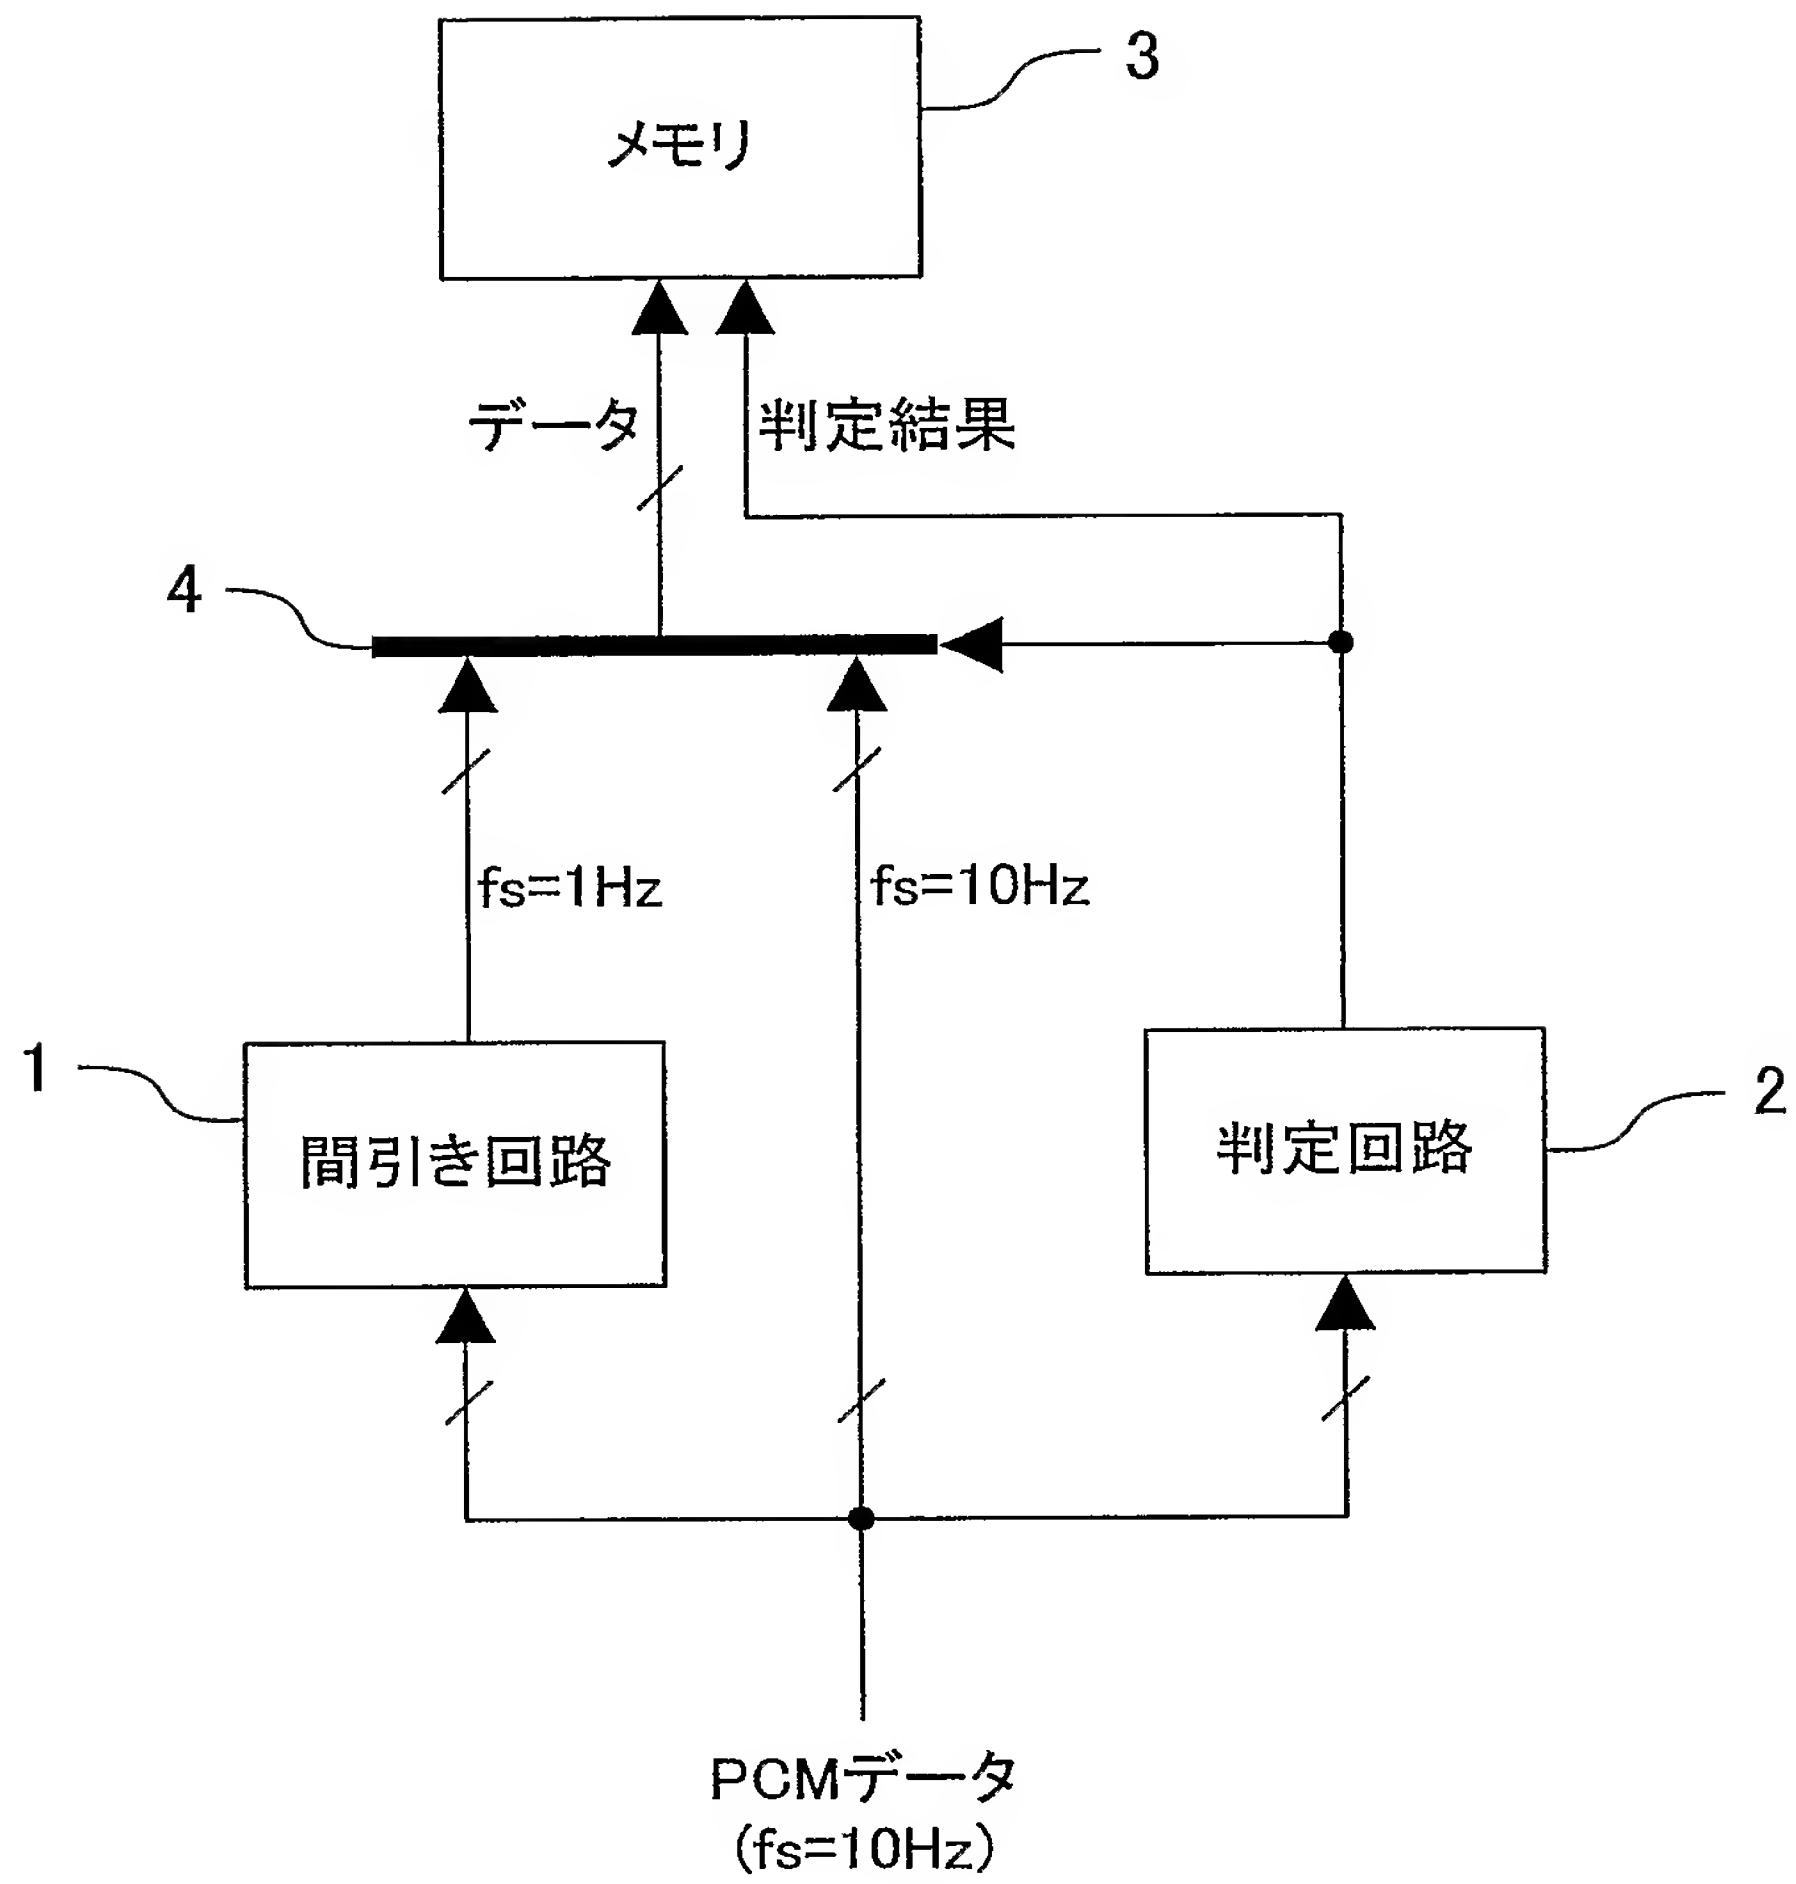 3
メモリ
データ
判定結果
4
fs=1Hz
fs=10Hz
1
間引き回路
判定回路
2
PCMデータ
(fs=10Hz)